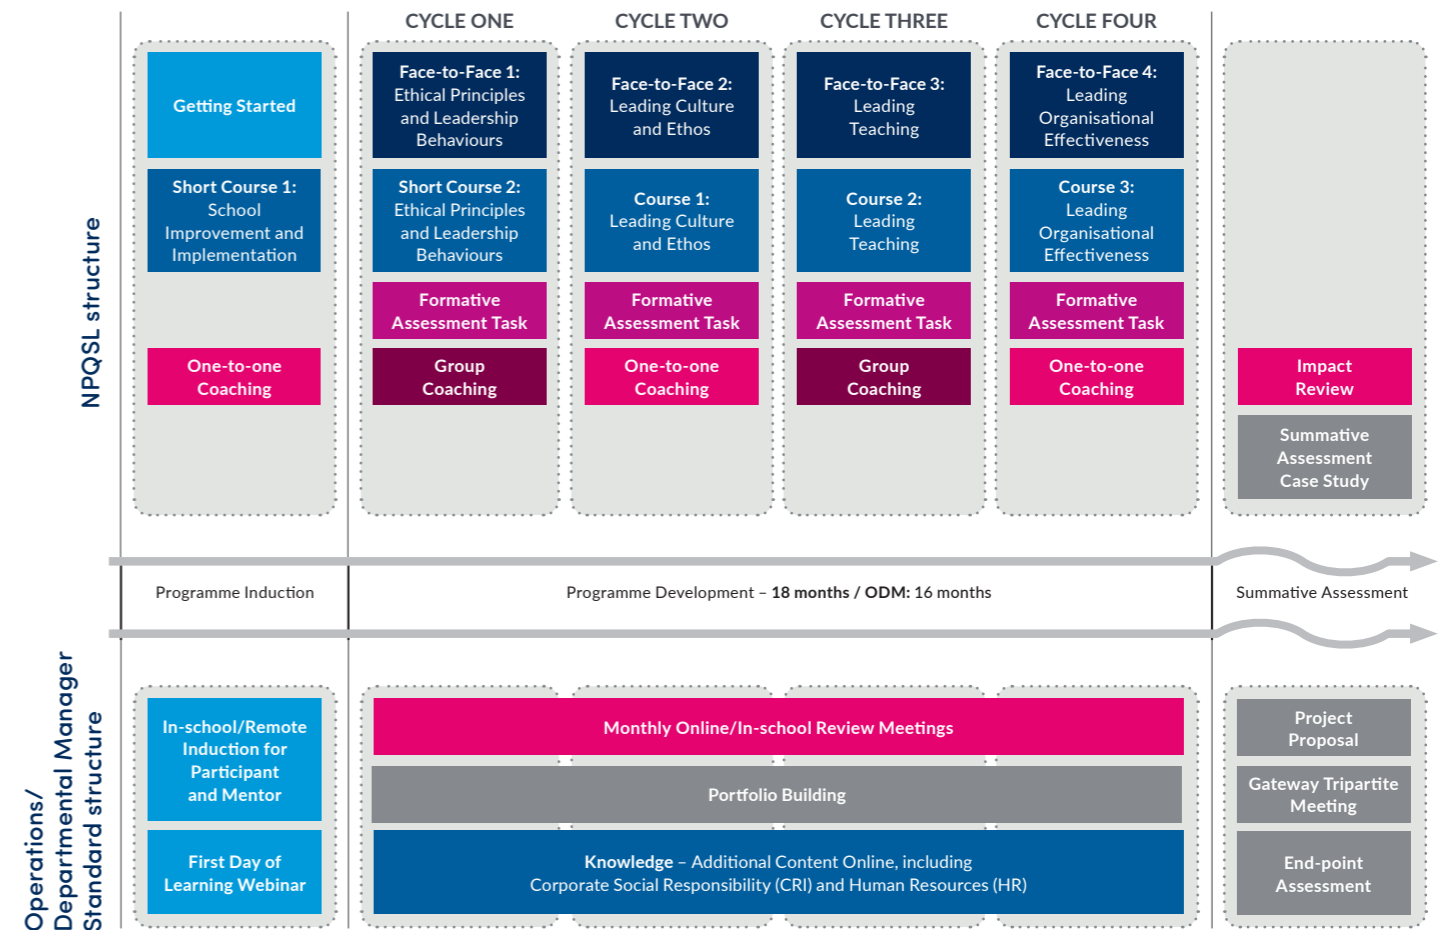 CYCLE ONE
CYCLE TWO
CYCLE THREE
CYCLE FOUR
NPQSL structure
Getting Started
Face-to-Face 1:
Ethical Principles
and Leadership
Behaviours
Face-to-Face 2:
Leading Culture
and Ethos
Face-to-Face 3:
Leading
Teaching
Face-to-Face 4:
Leading
Organisational
Effectiveness
Short Course 1:
School
Improvement and
Implementation
Short Course 2:
Ethical Principles
and Leadership
Behaviours
Course 1:
Leading Culture
and Ethos
Course 2:
Leading
Teaching
Course 3:
Leading
Organisational
Effectiveness
Formative
Assessment Task
Formative
Assessment Task
Formative
Assessment Task
Formative
Assessment Task
One-to-one
Coaching
Group
Coaching
One-to-one
Coaching
Group
Coaching
One-to-one
Coaching
Impact
Review
Summative
Assessment
Case Study
Programme Induction
Programme Development – 18 months / ODM: 16 months
Summative Assessment
Operations/
Departmental Manager
Standard structure
In-school/Remote
Induction for
Participant
and Mentor
First Day of
Learning Webinar
Monthly Online/In-school Review Meetings
Portfolio Building
Knowledge – Additional Content Online, including
Corporate Social Responsibility (CRI) and Human Resources (HR)
Project
Proposal
Gateway Tripartite
Meeting
End-point
Assessment